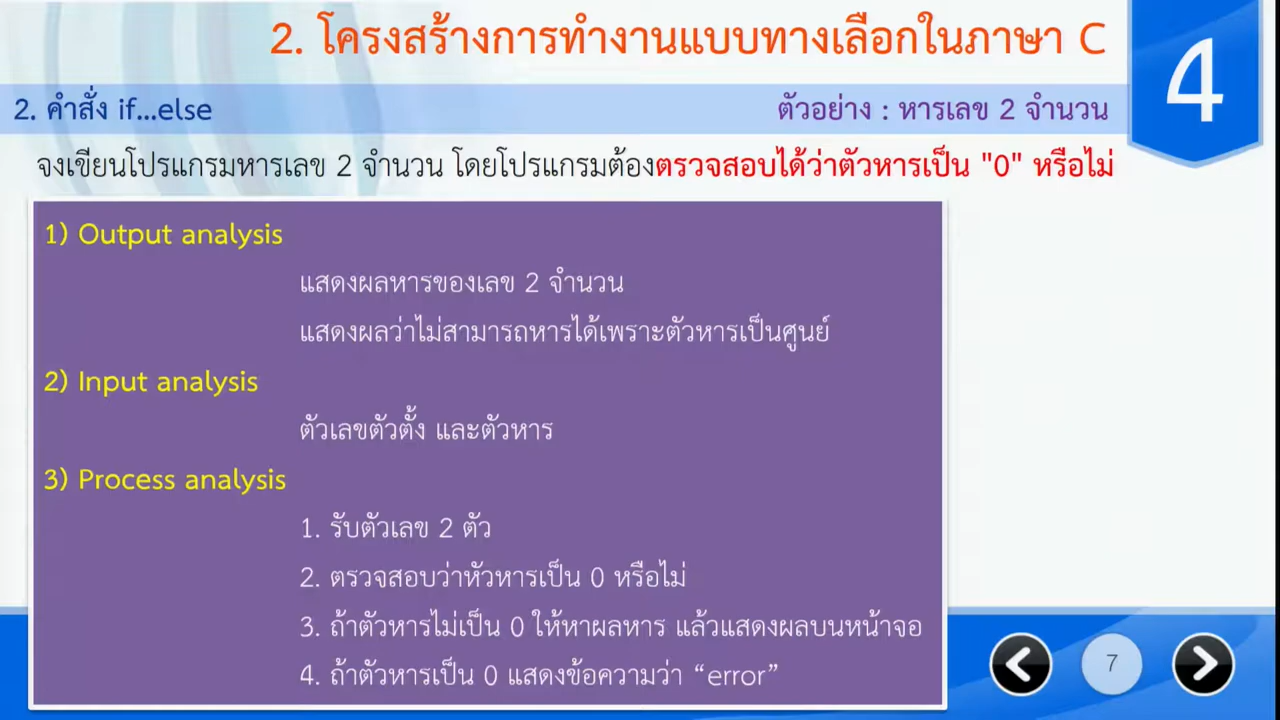 2. โครงสร้างการทำงานแบบทางเลือกในภาษา C
4
2. คำสั่ง if...else
ตัวอย่าง : หารเลข 2 จำนวน
จงเขียนโปรแกรมหารเลข 2 จำนวน โดยโปรแกรมต้องตรวจสอบได้ว่าตัวหารเป็น "0" หรือไม่
1) Output analysis
แสดงผลหารของเลข 2 จำนวน
แสดงผลว่าไม่สามารถหารได้เพราะตัวหารเป็นศูนย์
2) Input analysis
ตัวเลขตัวตั้ง และตัวหาร
3) Process analysis
1. รับตัวเลข 2 ตัว
2. ตรวจสอบว่าหัวหารเป็น 0 หรือไม่
3. ถ้าตัวหารไม่เป็น 0 ให้หาผลหาร แล้วแสดงผลบนหน้าจอ
4. ถ้าตัวหารเป็น 0 แสดงข้อความว่า “error”
7